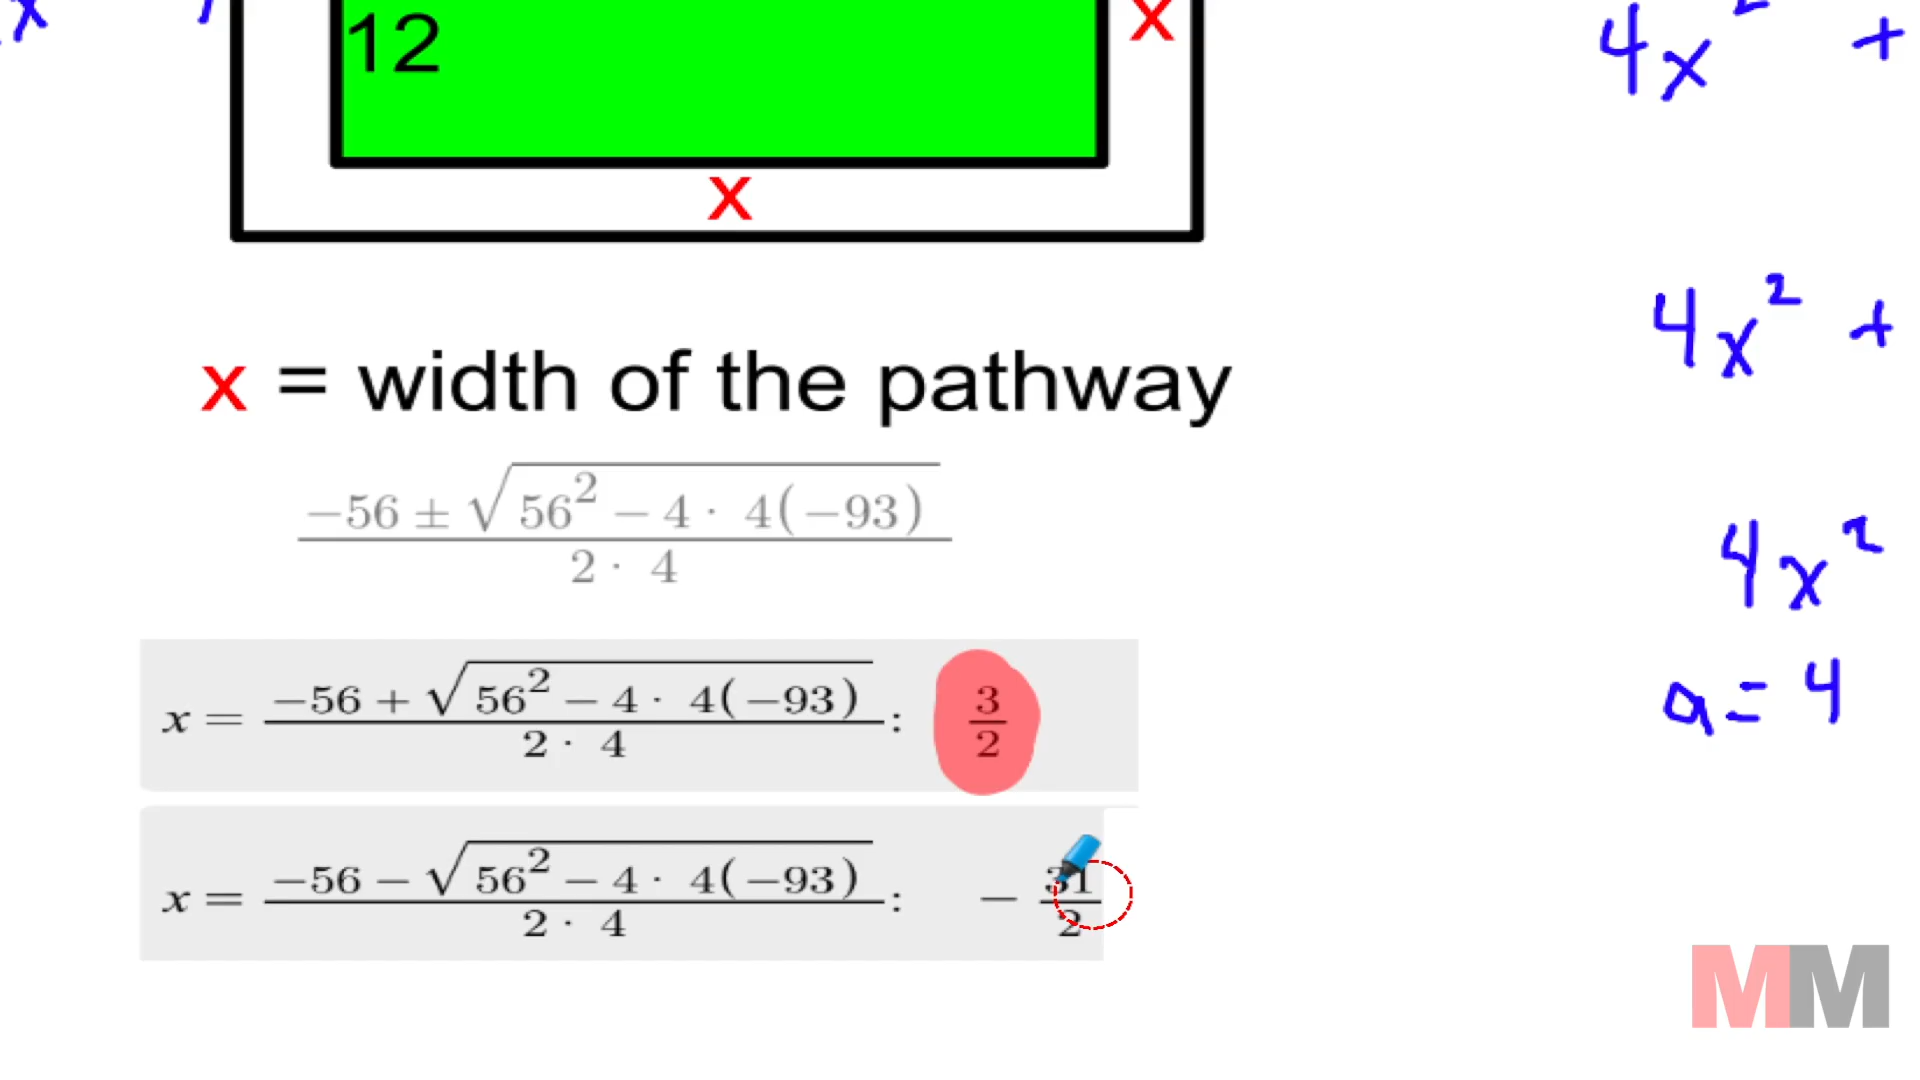 x
12
x
4x² +
x
4x² +
x = width of the pathway
−56 ± √56² − 4 · 4(−93)
2 · 4
4x²
x = −56 + √56² − 4 · 4(−93) : 3
2 · 4 2
a = 4
x = −56 − √56² − 4 · 4(−93) : − 31
2 · 4 2
MM